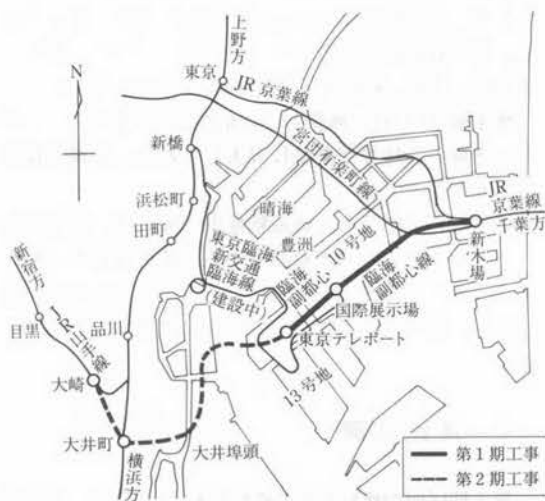 上野方
東京
JR京葉線
N
営団有楽町線
新橋
浜松町
田町
晴海
豊洲
10号地
JR
京葉線
千葉方
新木場
東京臨海
新交通
臨海線
(建設中)
臨海
副都心
臨海
副都心線
新宿方
目黒
JR山手線
品川
国際展示場
東京テレポート
13号地
大崎
大井町
大井埠頭
横浜方
第1期工事
第2期工事